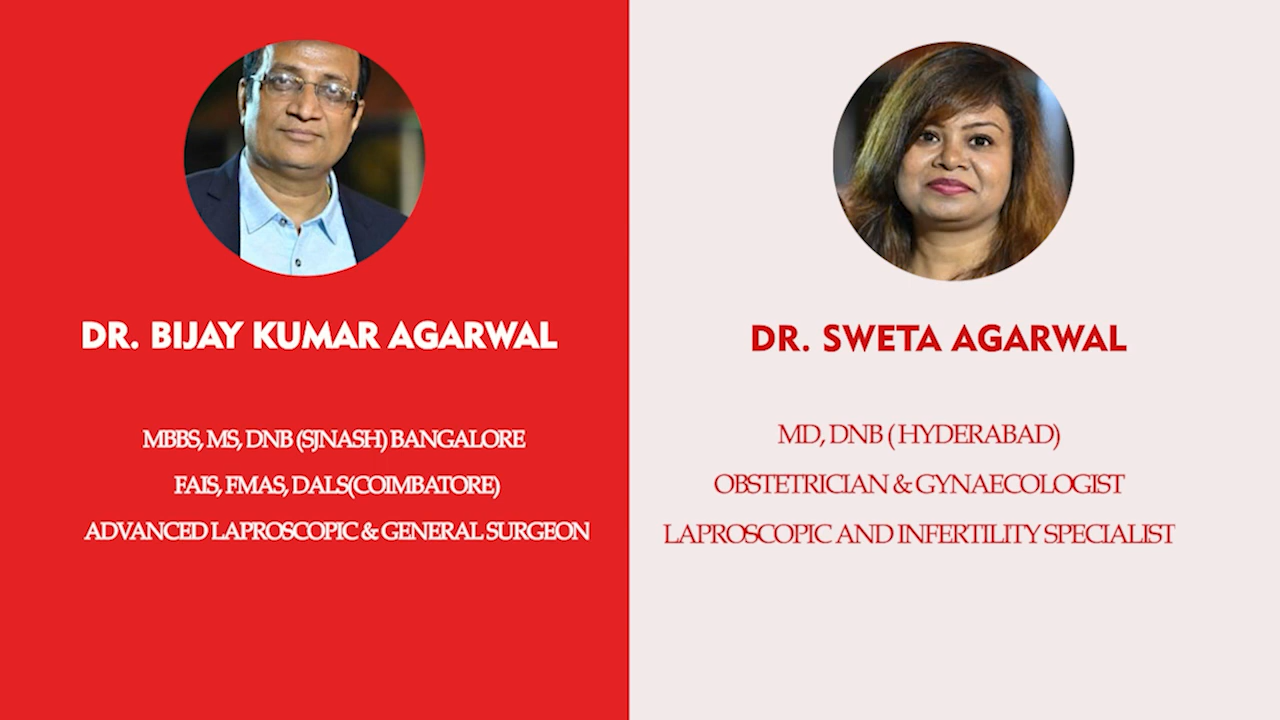 DR. BIJAY KUMAR AGARWAL
MBBS, MS, DNB (SJNASH) BANGALORE
FAIS, FMAS, DALS(COIMBATORE)
ADVANCED LAPROSCOPIC & GENERAL SURGEON
DR. SWETA AGARWAL
MD, DNB ( HYDERABAD)
OBSTETRICIAN & GYNAECOLOGIST
LAPROSCOPIC AND INFERTILITY SPECIALIST